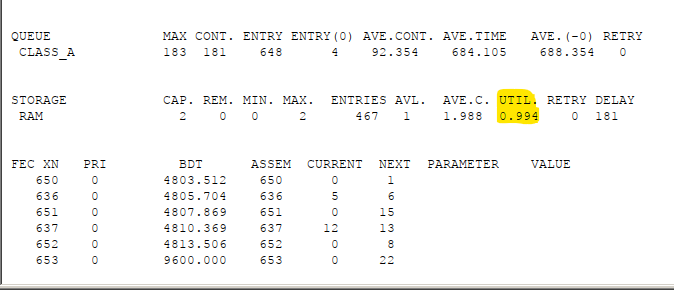 QUEUE MAX CONT. ENTRY ENTRY(0) AVE.CONT. AVE.TIME AVE.(-0) RETRY
CLASS_A 183 181 648 4 92.354 684.105 688.354 0
STORAGE CAP. REM. MIN. MAX. ENTRIES AVL. AVE.C. UTIL. RETRY DELAY
RAM 2 0 0 2 467 1 1.988 0.994 0 181
FEC XN PRI BDT ASSEM CURRENT NEXT PARAMETER VALUE
650 0 4803.512 650 0 1
636 0 4805.704 636 5 6
651 0 4807.869 651 0 15
637 0 4810.369 637 12 13
652 0 4813.506 652 0 8
653 0 9600.000 653 0 22